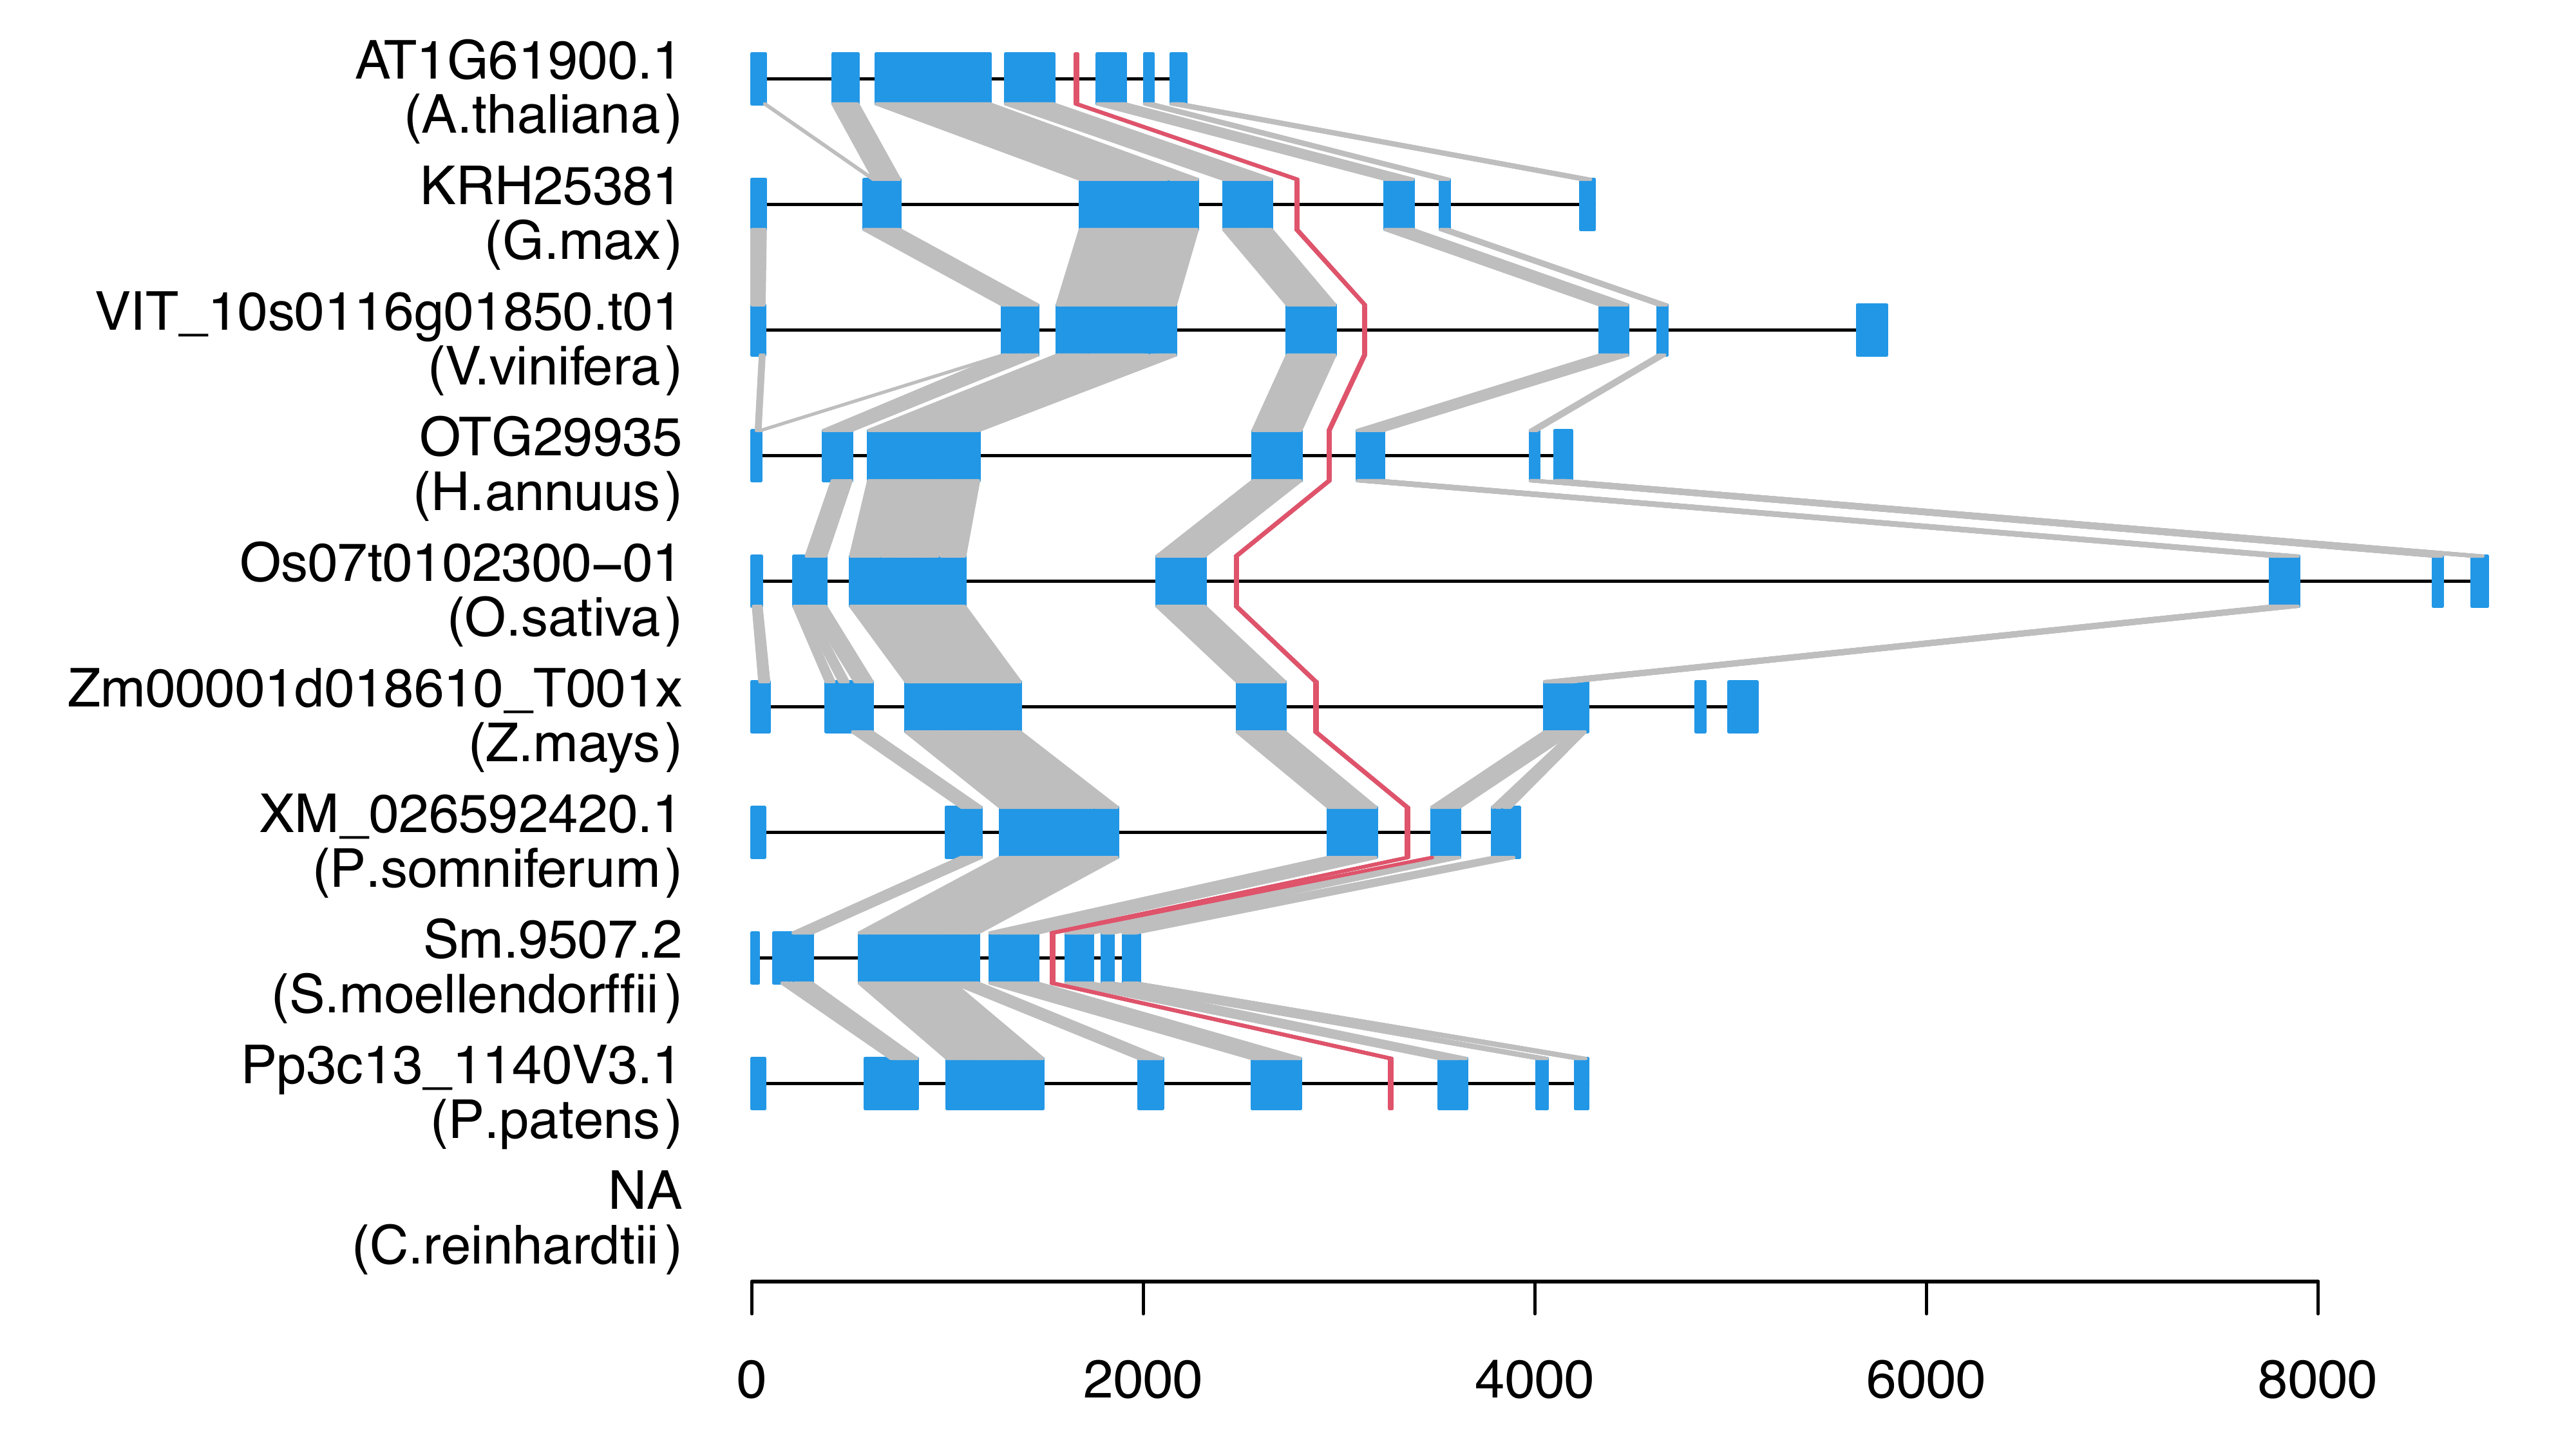 AT1G61900.1
(A.thaliana)
KRH25381
(G.max)
VIT_10s0116g01850.t01
(V.vinifera)
OTG29935
(H.annuus)
Os07t0102300−01
(O.sativa)
Zm00001d018610_T001x
(Z.mays)
XM_026592420.1
(P.somniferum)
Sm.9507.2
(S.moellendorffii)
Pp3c13_1140V3.1
(P.patens)
NA
(C.reinhardtii)
0 2000 4000 6000 8000